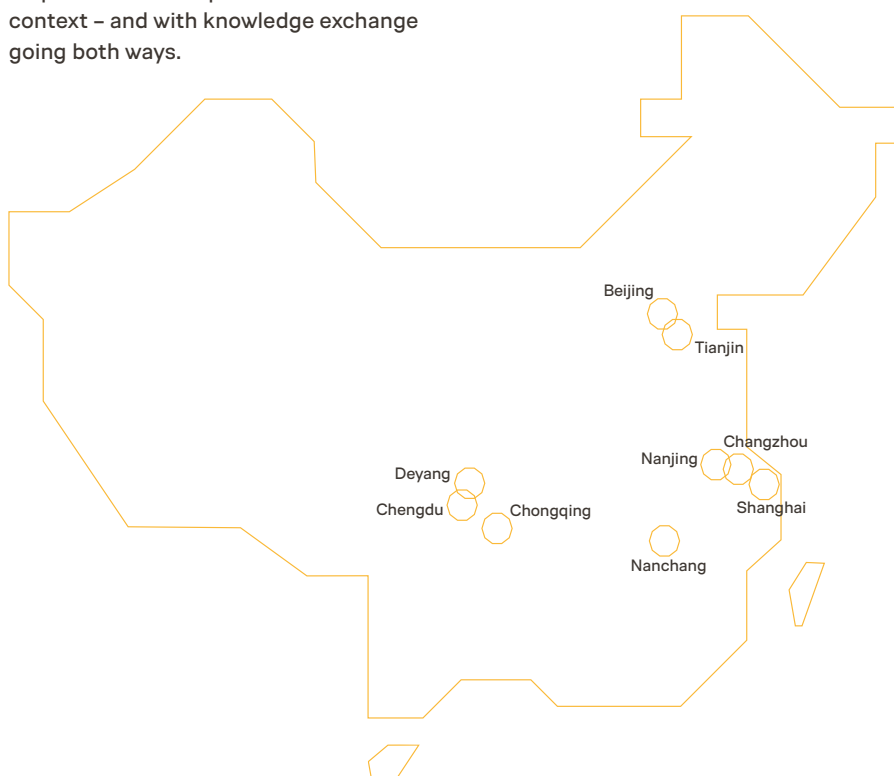 context – and with knowledge exchange
going both ways.
Beijing
Tianjin
Changzhou
Nanjing
Deyang
Chengdu
Chongqing
Shanghai
Nanchang